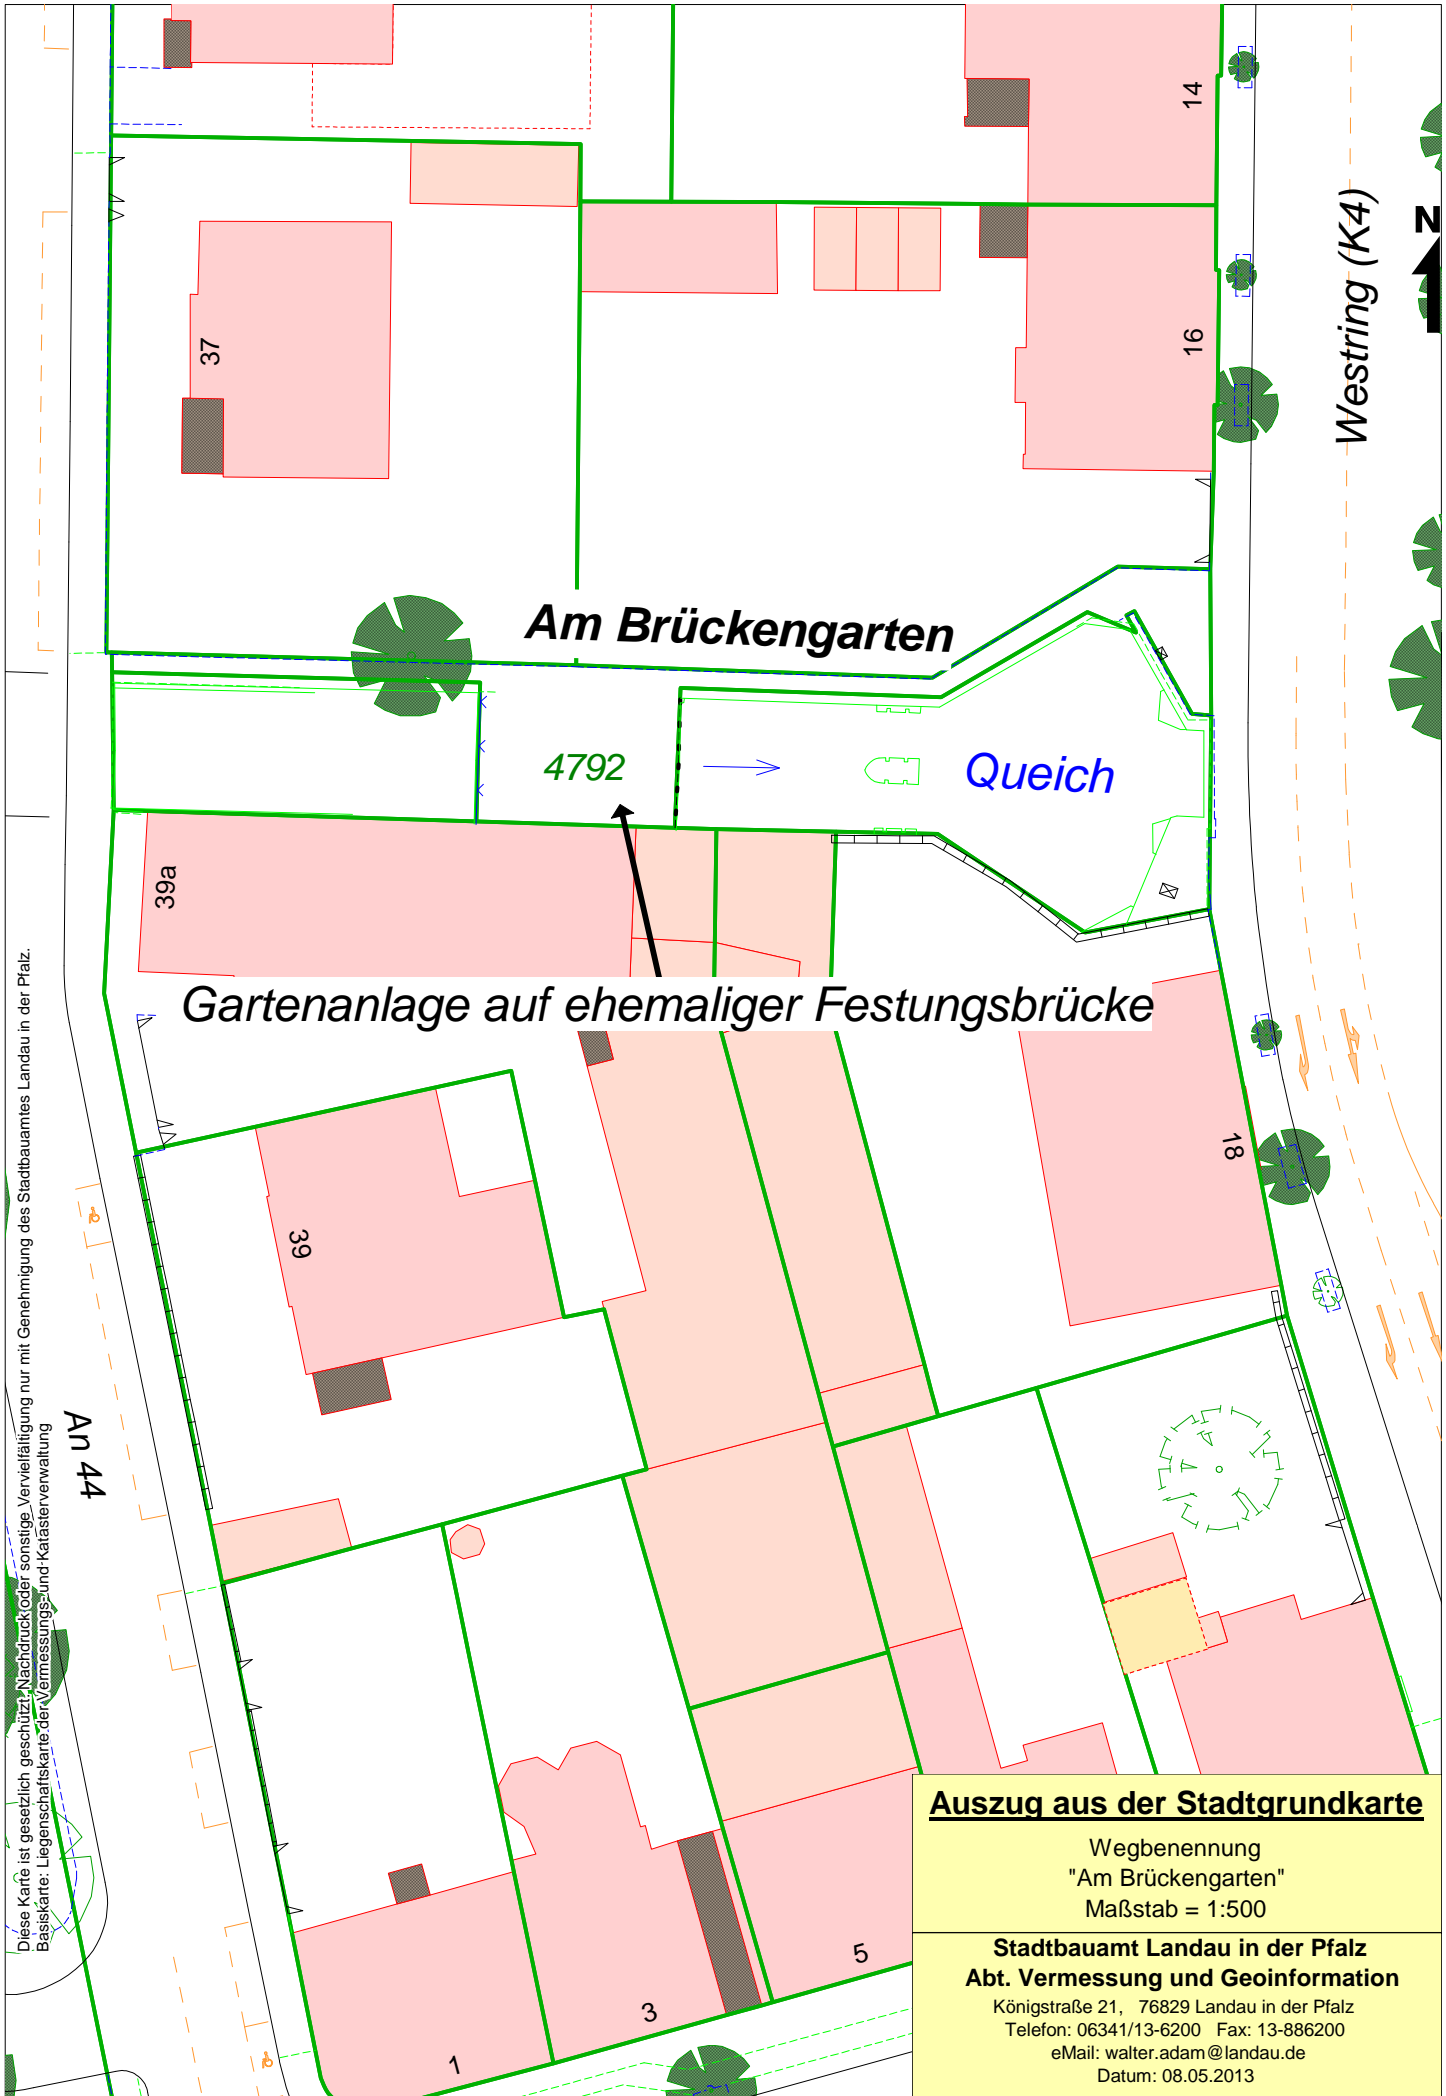 14
Westring (K4)
N
37
16
Am Brückengarten
4792
Queich
39a
Gartenanlage auf ehemaliger Festungsbrücke
18
39
An 44
Diese Karte ist gesetzlich geschützt. Nachdruck oder sonstige Vervielfältigung nur mit Genehmigung des Stadtbauamtes Landau in der Pfalz.
Basiskarte: Liegenschaftskarte der Vermessungs-und Katasterverwaltung
5
3
1
Auszug aus der Stadtgrundkarte
Wegbenennung
"Am Brückengarten"
Maßstab = 1:500
Stadtbauamt Landau in der Pfalz
Abt. Vermessung und Geoinformation
Königstraße 21, 76829 Landau in der Pfalz
Telefon: 06341/13-6200 Fax: 13-886200
eMail: walter.adam@landau.de
Datum: 08.05.2013